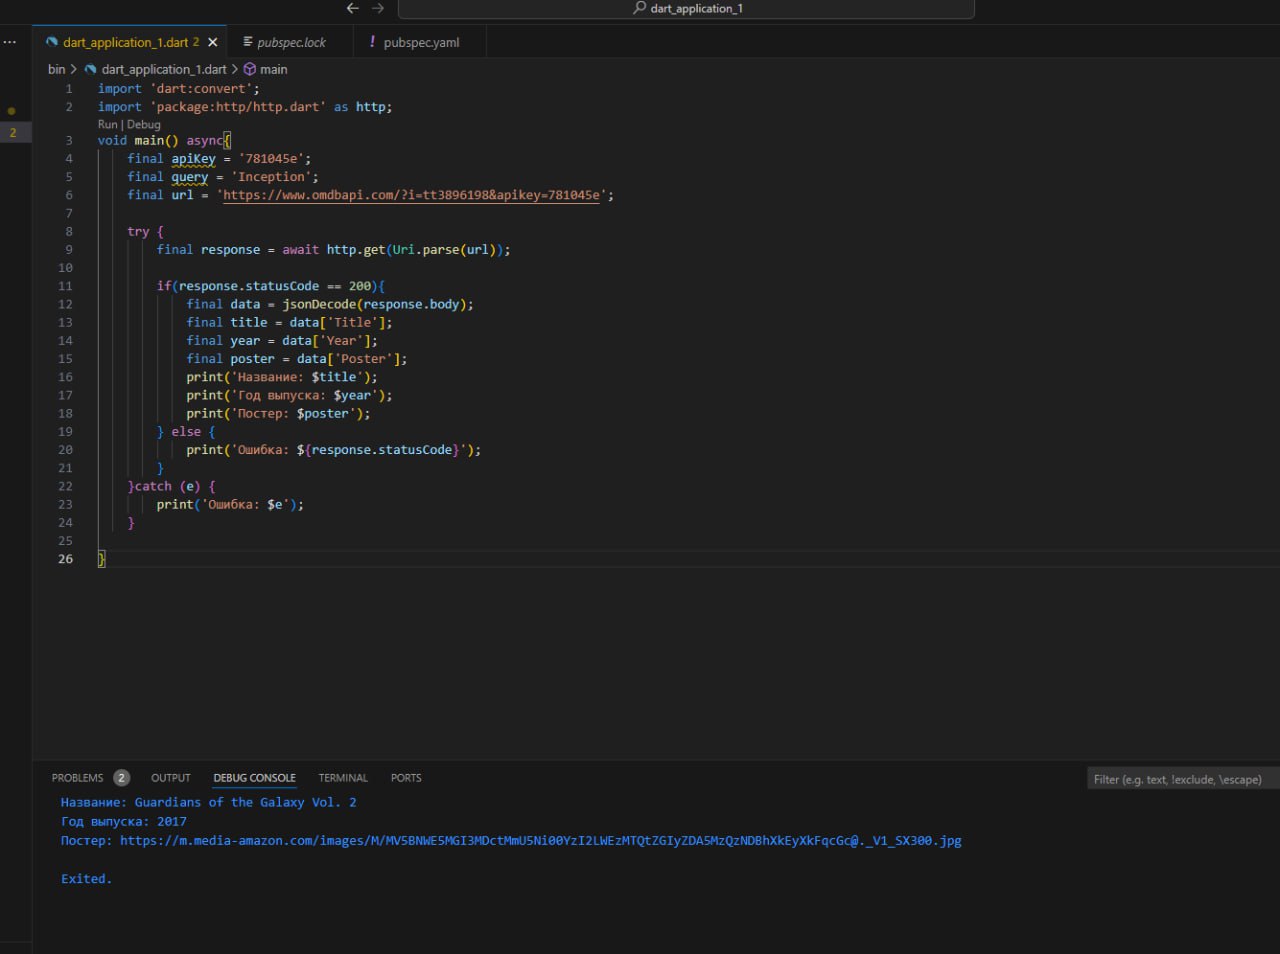 dart_application_1
dart_application_1.dart 2
pubspec.lock
! pubspec.yaml
2
bin > dart_application_1.dart > main
1 import 'dart:convert';
2 import 'package:http/http.dart' as http;
Run | Debug
3 void main() async{
4 final apiKey = '781045e';
5 final query = 'Inception';
6 final url = 'https://www.omdbapi.com/?i=tt3896198&apikey=781045e';
7
8 try {
9 final response = await http.get(Uri.parse(url));
10
11 if(response.statusCode == 200){
12 final data = jsonDecode(response.body);
13 final title = data['Title'];
14 final year = data['Year'];
15 final poster = data['Poster'];
16 print('Название: $title');
17 print('Год выпуска: $year');
18 print('Постер: $poster');
19 } else {
20 print('Ошибка: ${response.statusCode}');
21 }
22 }catch (e) {
23 print('Ошибка: $e');
24 }
25
26 }
PROBLEMS 2 OUTPUT DEBUG CONSOLE TERMINAL PORTS
Filter (e.g. text, !exclude, \escape)
Название: Guardians of the Galaxy Vol. 2
Год выпуска: 2017
Постер: https://m.media-amazon.com/images/M/MV5BNWE5MGI3MDctMmU5Ni00YzI2LWEzMTQtZGIyZDA5MzQzNDBhXkEyXkFqcGc@._V1_SX300.jpg
Exited.